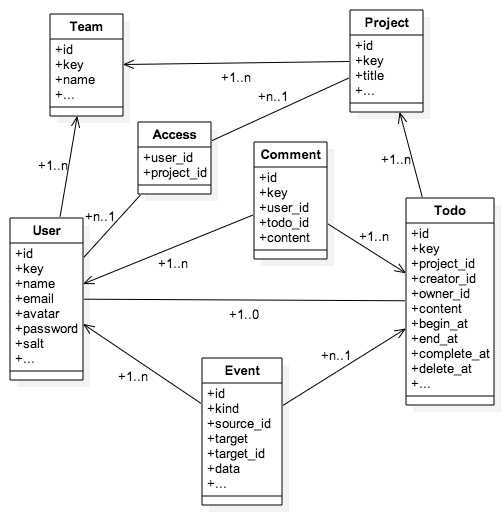 Team
+id
+key
+name
+...
Project
+id
+key
+title
+...
+1..n
+n..1
Access
+user_id
+project_id
+1..n
Comment
+id
+key
+user_id
+todo_id
+content
+1..n
User
+id
+key
+name
+email
+avatar
+password
+salt
+...
+n..1
+1..n
+1..n
Todo
+id
+key
+project_id
+creator_id
+owner_id
+content
+begin_at
+end_at
+complete_at
+delete_at
+...
+1..0
+1..n
Event
+id
+kind
+source_id
+target
+target_id
+data
+...
+n..1